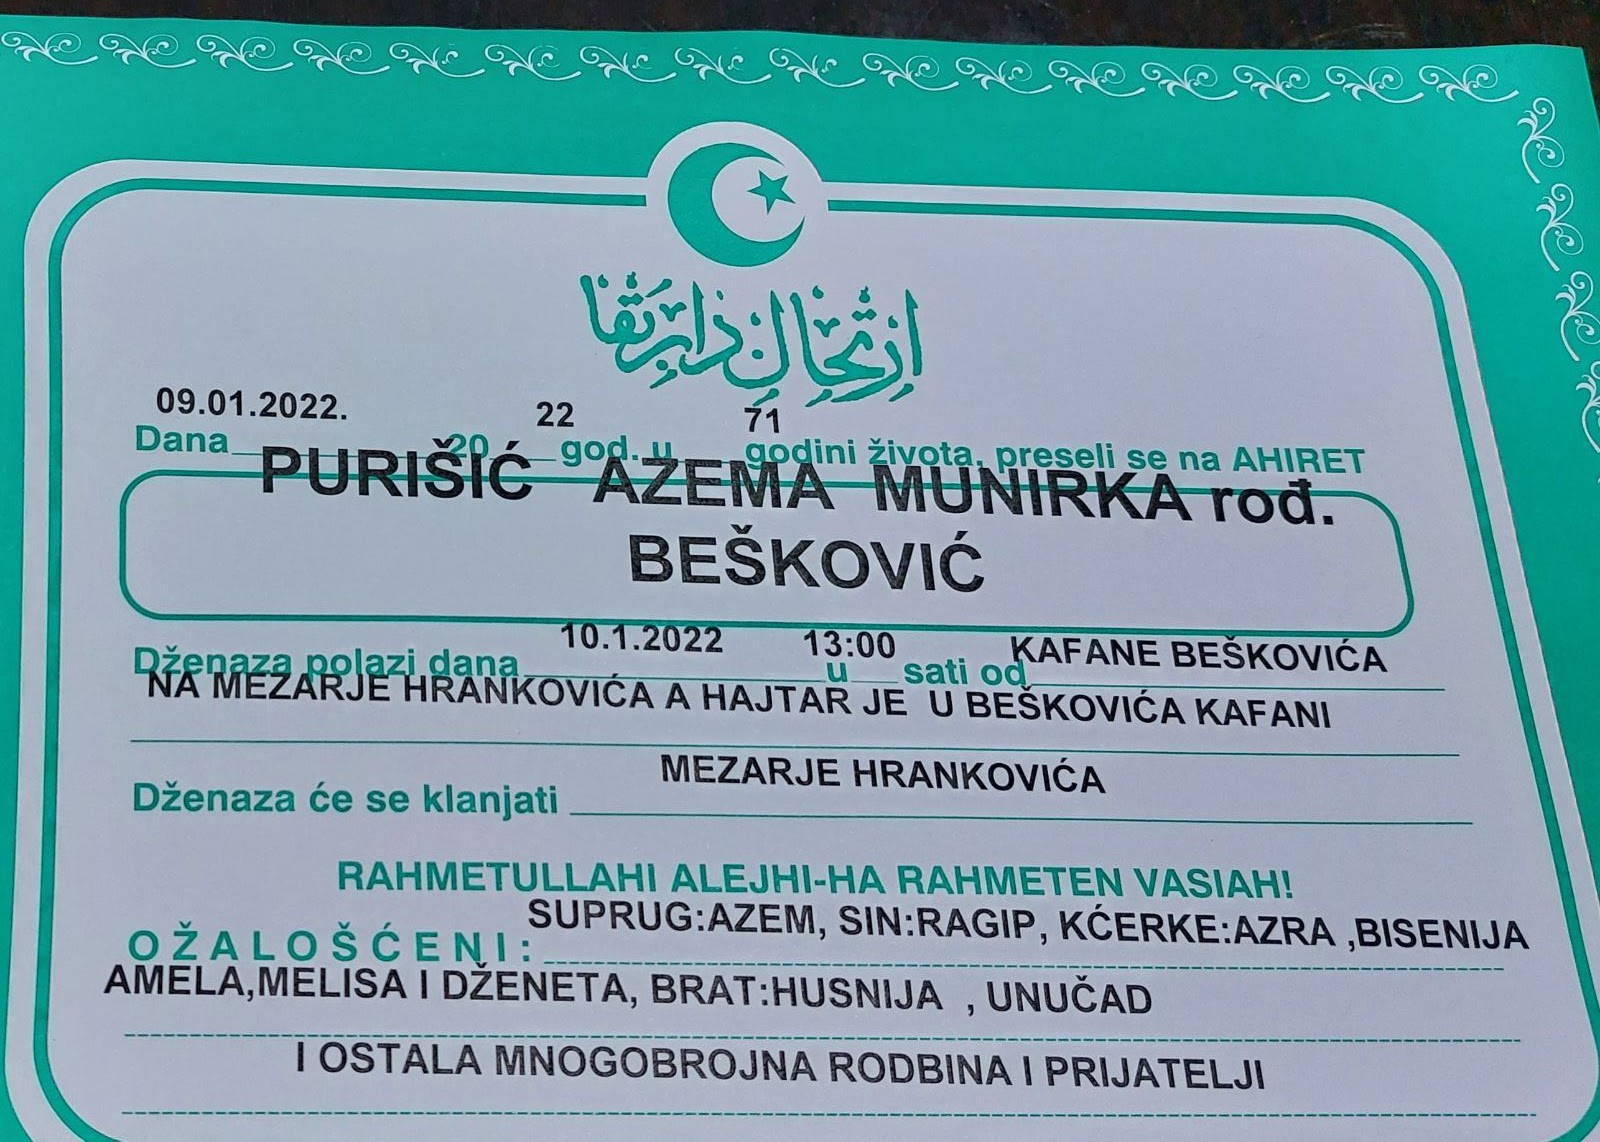 ارتحال دار بقا
09.01.2022. 22 71
Dana 20 god. u godini života, preseli se na AHIRET
PURIŠIĆ AZEMA MUNIRKA rođ.
BEŠKOVIĆ
10.1.2022 13:00 KAFANE BEŠKOVIĆA
Dženaza polazi dana u sati od
NA MEZARJE HRANKOVIĆA A HAJTAR JE U BEŠKOVIĆA KAFANI
MEZARJE HRANKOVIĆA
Dženaza će se klanjati
RAHMETULLAHI ALEJHI-HA RAHMETEN VASIAH!
SUPRUG:AZEM, SIN:RAGIP, KĆERKE:AZRA ,BISENIJA
OŽALOŠĆENI:
AMELA,MELISA I DŽENETA, BRAT:HUSNIJA , UNUČAD
I OSTALA MNOGOBROJNA RODBINA I PRIJATELJI